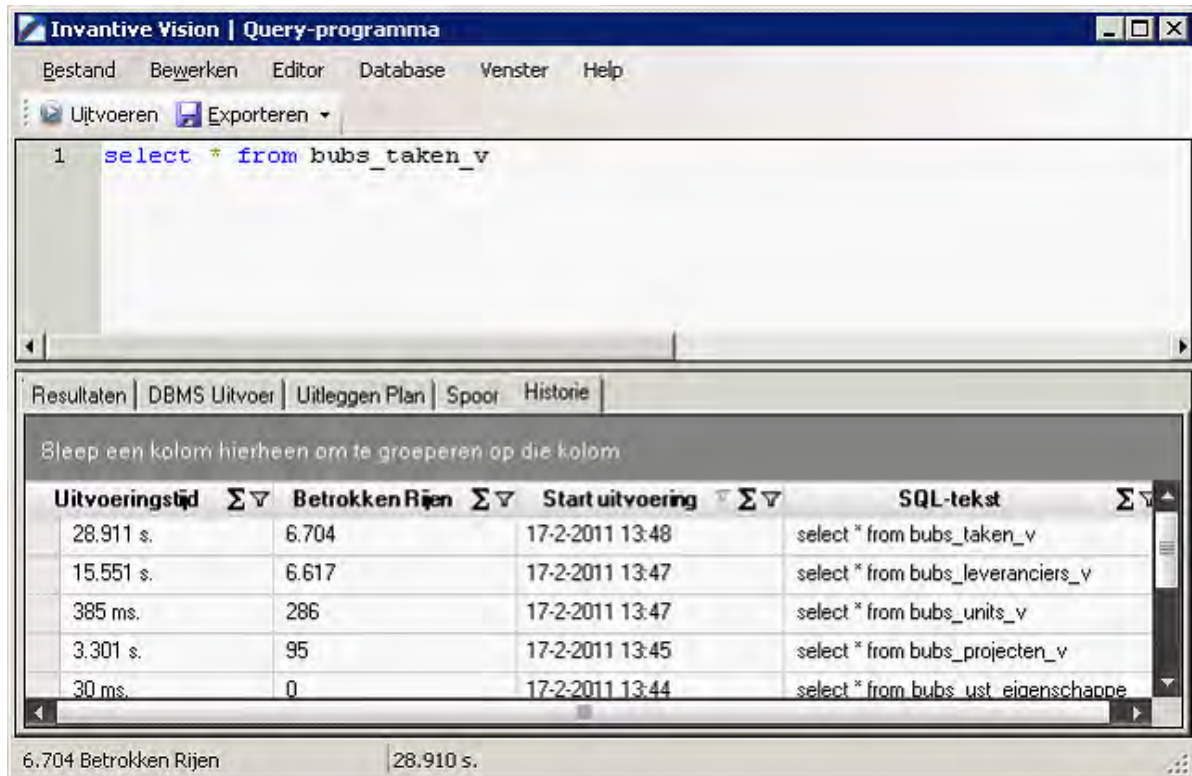 Invantive Vision | Query-programma
Bestand Bewerken Editor Database Venster Help
Uitvoeren Exporteren
1 select * from bubs_taken_v
Resultaten | DBMS Uitvoer | Uitleggen Plan | Spoor Historie
Sleep een kolom hierheen om te groeperen op die kolom
Uitvoeringstijd Σ Betrokken Rijen Σ Start uitvoering Σ SQL-tekst Σ
28.911 s. 6.704 17-2-2011 13:48 select * from bubs_taken_v
15.551 s. 6.617 17-2-2011 13:47 select * from bubs_leveranciers_v
385 ms. 286 17-2-2011 13:47 select * from bubs_units_v
3.301 s. 95 17-2-2011 13:45 select * from bubs_projecten_v
30 ms. 0 17-2-2011 13:44 select * from bubs_ust_eigenschappe
6.704 Betrokken Rijen 28.910 s.